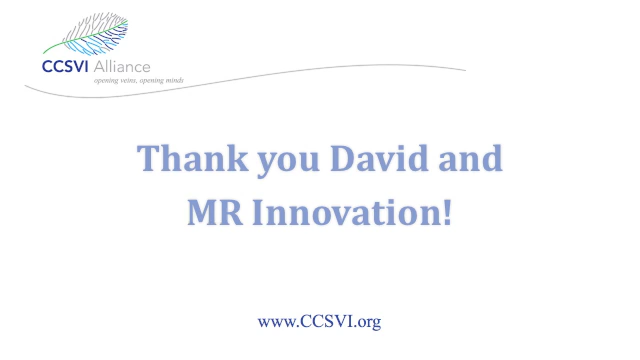 CCSVI Alliance
opening veins, opening minds
Thank you David and
MR Innovation!
www.CCSVI.org